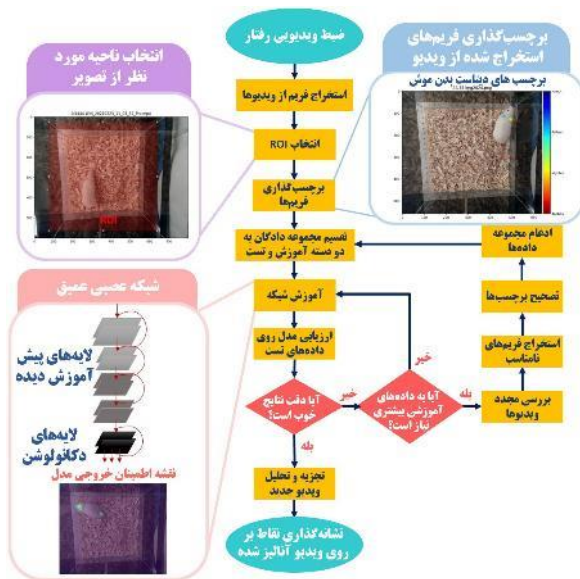 ضبط ویدیویی رفتار
استخراج فریم از ویدیوها
انتخاب ROI
برچسب‌گذاری
فریم‌ها
تقسیم مجموعه دادگان به
دو دسته آموزش و تست
آموزش شبکه
ارزیابی مدل روی
داده‌های تست
آیا دقت نتایج
خوب است؟
بله
خیر
تجزیه و تحلیل
ویدیو جدید
نشانه‌گذاری نقاط بر
روی ویدیو آنالیز شده
آیا به داده‌های
آموزشی بیشتری
نیاز است؟
خیر
بله
بررسی مجدد
ویدیوها
استخراج فریم‌های
نامناسب
تصحیح برچسب‌ها
ادغام مجموعه
داده‌ها
انتخاب ناحیه مورد
نظر از تصویر
ROI
برچسب‌گذاری فریم‌های
استخراج شده از ویدیو
برچسب های دیتاست بدن موش
شبکه عصبی عمیق
لایه‌های پیش
آموزش دیده
لایه‌های
دکانولوشن
نقشه اطمینان خروجی مدل